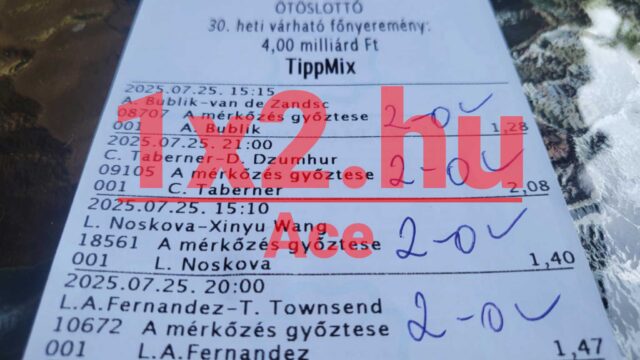 ÖTÖSLOTTÓ
30. heti várható főnyeremény:
4,00 milliárd Ft
TippMix
2025.07.25. 15:15
A. Bublik-van de Zandsc
08707 A mérkőzés győztese
001 A. Bublik 1,28
2-0 ✓
2025.07.25. 21:00
C. Taberner-D. Dzumhur
09105 A mérkőzés győztese
001 C. Taberner 2,08
2-0 ✓
2025.07.25. 15:10
L. Noskova-Xinyu Wang
18561 A mérkőzés győztese
001 L. Noskova 1,40
2-0 ✓
2025.07.25. 20:00
L.A.Fernandez-T. Townsend
10672 A mérkőzés győztese
001 L.A.Fernandez 1,47
2-0 ✓
1x2.hu
Ace